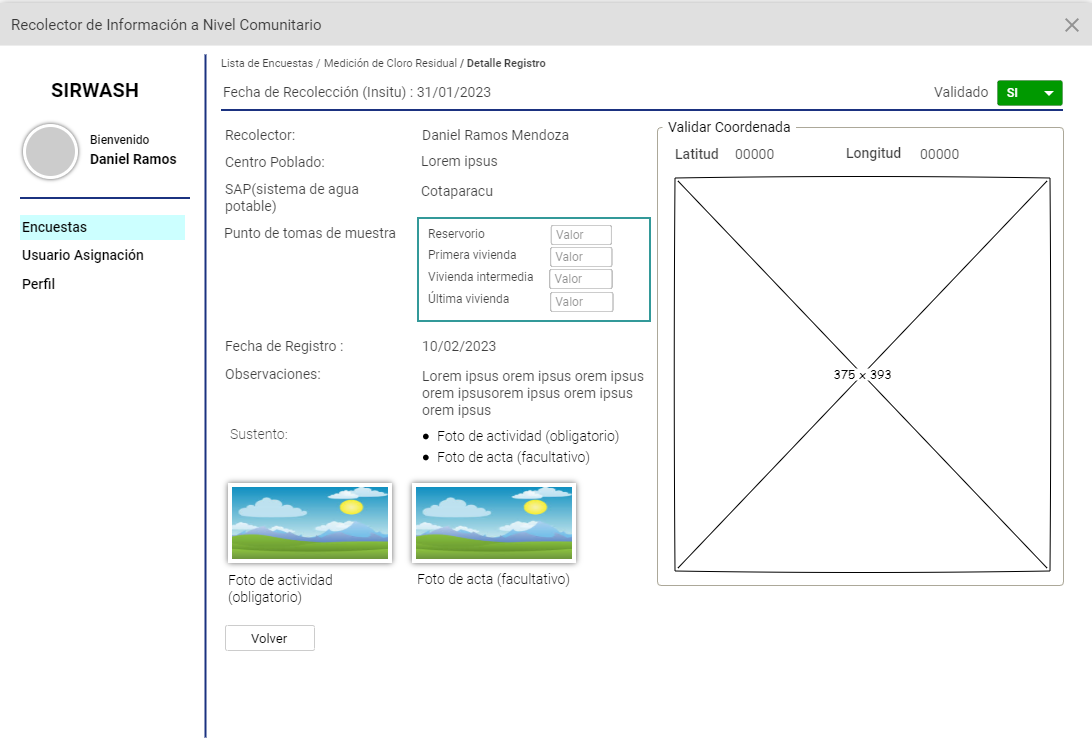 Recolector de Información a Nivel Comunitario
SIRWASH
Bienvenido
Daniel Ramos
Encuestas
Usuario Asignación
Perfil
Lista de Encuestas / Medición de Cloro Residual / Detalle Registro
Fecha de Recolección (Insitu) : 31/01/2023
Validado SI
Recolector: Daniel Ramos Mendoza
Centro Poblado: Lorem ipsus
SAP(sistema de agua
potable)
Cotaparacu
Punto de tomas de muestra
Reservorio Valor
Primera vivienda Valor
Vivienda intermedia Valor
Última vivienda Valor
Fecha de Registro : 10/02/2023
Observaciones:
Lorem ipsus orem ipsus orem ipsus
orem ipsusorem ipsus orem ipsus
orem ipsus
Sustento:
• Foto de actividad (obligatorio)
• Foto de acta (facultativo)
Foto de actividad
(obligatorio)
Foto de acta (facultativo)
Volver
Validar Coordenada
Latitud 00000 Longitud 00000
375 × 393